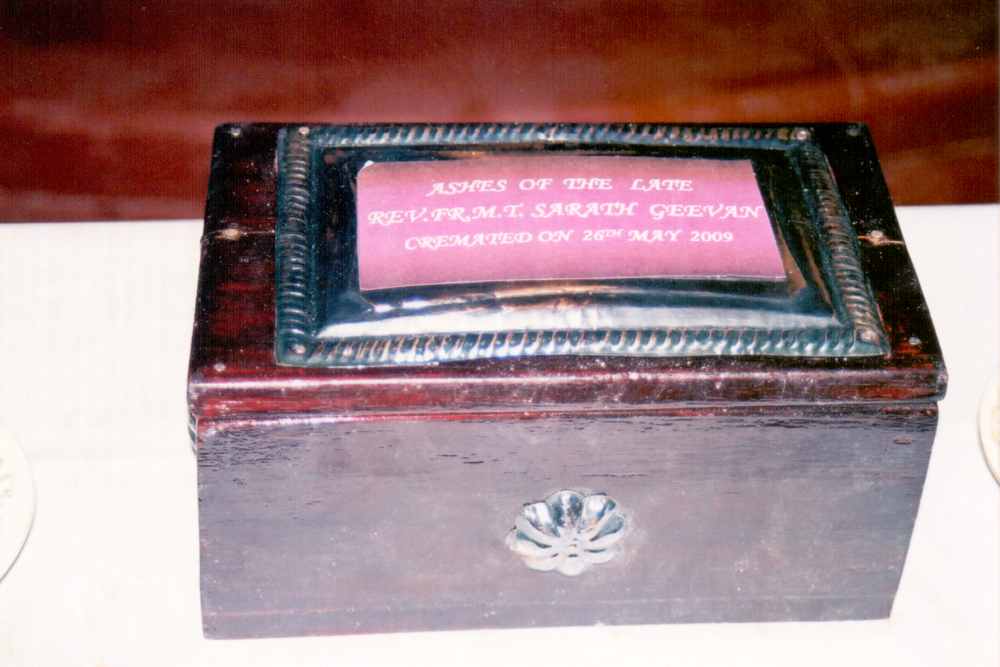 ASHES OF THE LATE
REV.FR.M.T. SARATH GEEVAN
CREMATED ON 26TH MAY 2009